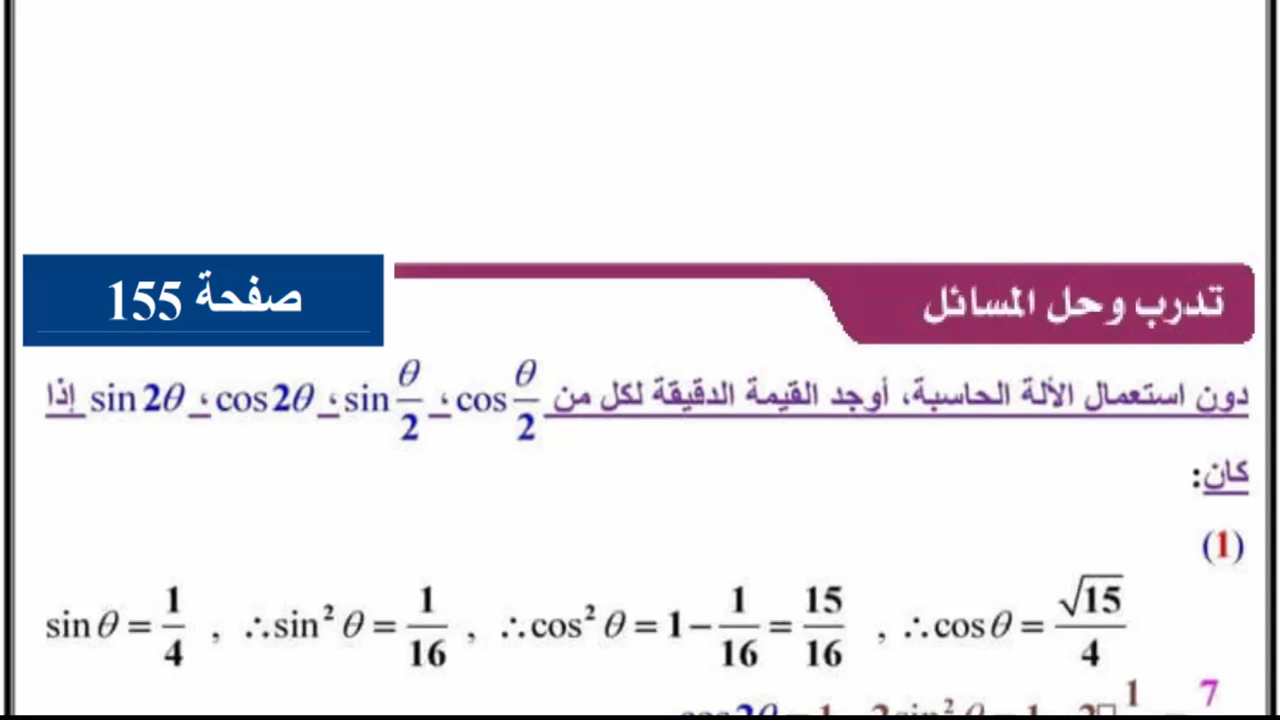 صفحة 155
تدرب وحل المسائل
دون استعمال الألة الحاسبة، أوجد القيمة الدقيقة لكل من cos θ/2 ، sin θ/2 ، cos 2θ ، sin 2θ إذا
كان:
(1)
sin θ = 1/4 , ∴ sin² θ = 1/16 , ∴ cos² θ = 1 − 1/16 = 15/16 , ∴ cos θ = √15/4